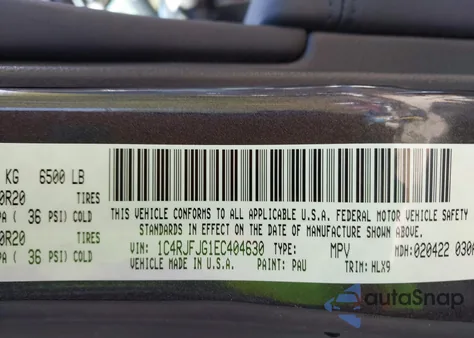 KG 6500 LB
0R20 TIRES
PA ( 36 PSI) COLD
0R20 TIRES
PA ( 36 PSI) COLD
THIS VEHICLE CONFORMS TO ALL APPLICABLE U.S.A. FEDERAL MOTOR VEHICLE SAFETY
STANDARDS IN EFFECT ON THE DATE OF MANUFACTURE SHOWN ABOVE.
VIN: 1C4RJFJG1EC404630 TYPE: MPV MDH:020422 030A
VEHICLE MADE IN U.S.A. PAINT: PAU TRIM: HLX9
autaSnap